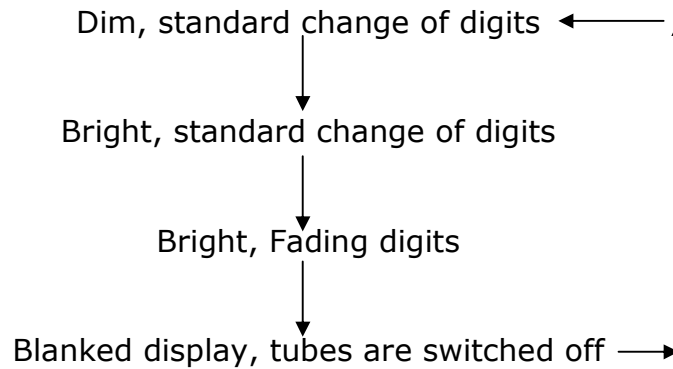 Dim, standard change of digits
Bright, standard change of digits
Bright, Fading digits
Blanked display, tubes are switched off